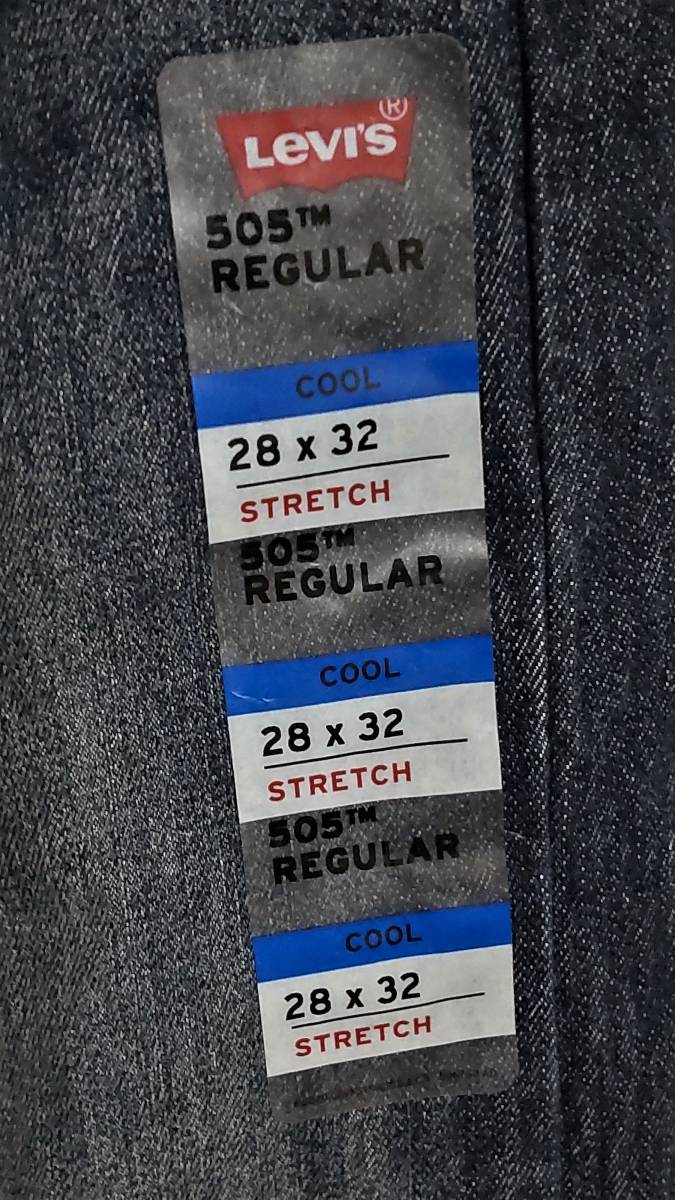 LEVI'S®
505™
REGULAR
COOL
28 x 32
STRETCH
505™
REGULAR
COOL
28 x 32
STRETCH
505™
REGULAR
COOL
28 x 32
STRETCH